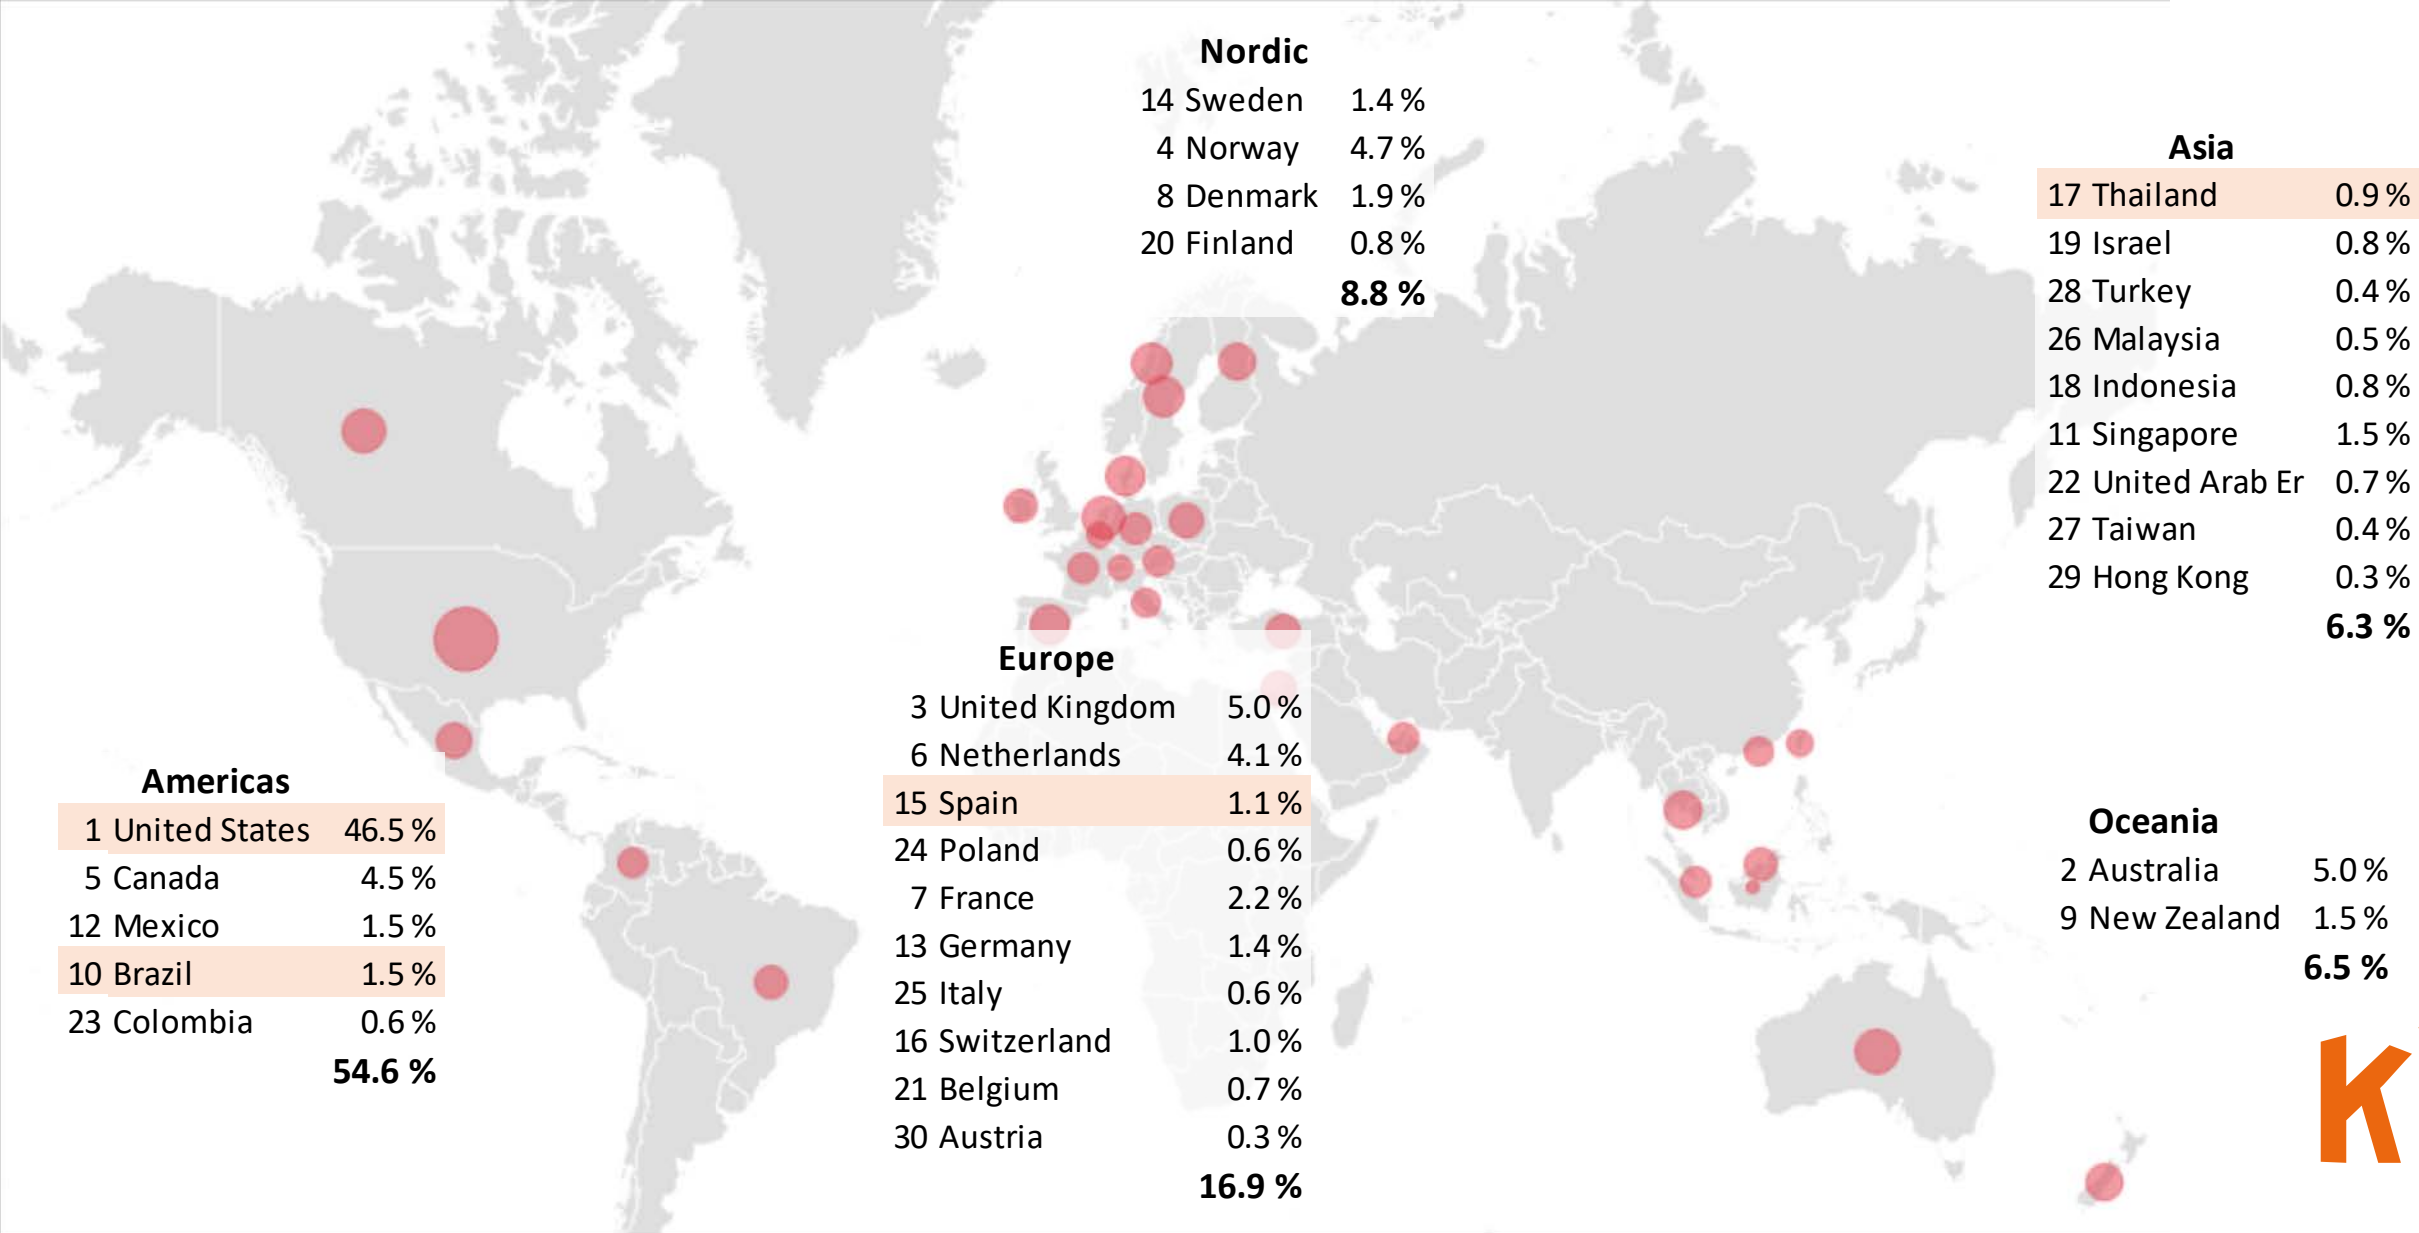 Nordic
14 Sweden 1.4 %
4 Norway 4.7 %
8 Denmark 1.9 %
20 Finland 0.8 %
8.8 %
Asia
17 Thailand 0.9 %
19 Israel 0.8 %
28 Turkey 0.4 %
26 Malaysia 0.5 %
18 Indonesia 0.8 %
11 Singapore 1.5 %
22 United Arab Er 0.7 %
27 Taiwan 0.4 %
29 Hong Kong 0.3 %
6.3 %
Europe
3 United Kingdom 5.0 %
6 Netherlands 4.1 %
15 Spain 1.1 %
24 Poland 0.6 %
7 France 2.2 %
13 Germany 1.4 %
25 Italy 0.6 %
16 Switzerland 1.0 %
21 Belgium 0.7 %
30 Austria 0.3 %
16.9 %
Americas
1 United States 46.5 %
5 Canada 4.5 %
12 Mexico 1.5 %
10 Brazil 1.5 %
23 Colombia 0.6 %
54.6 %
Oceania
2 Australia 5.0 %
9 New Zealand 1.5 %
6.5 %
K